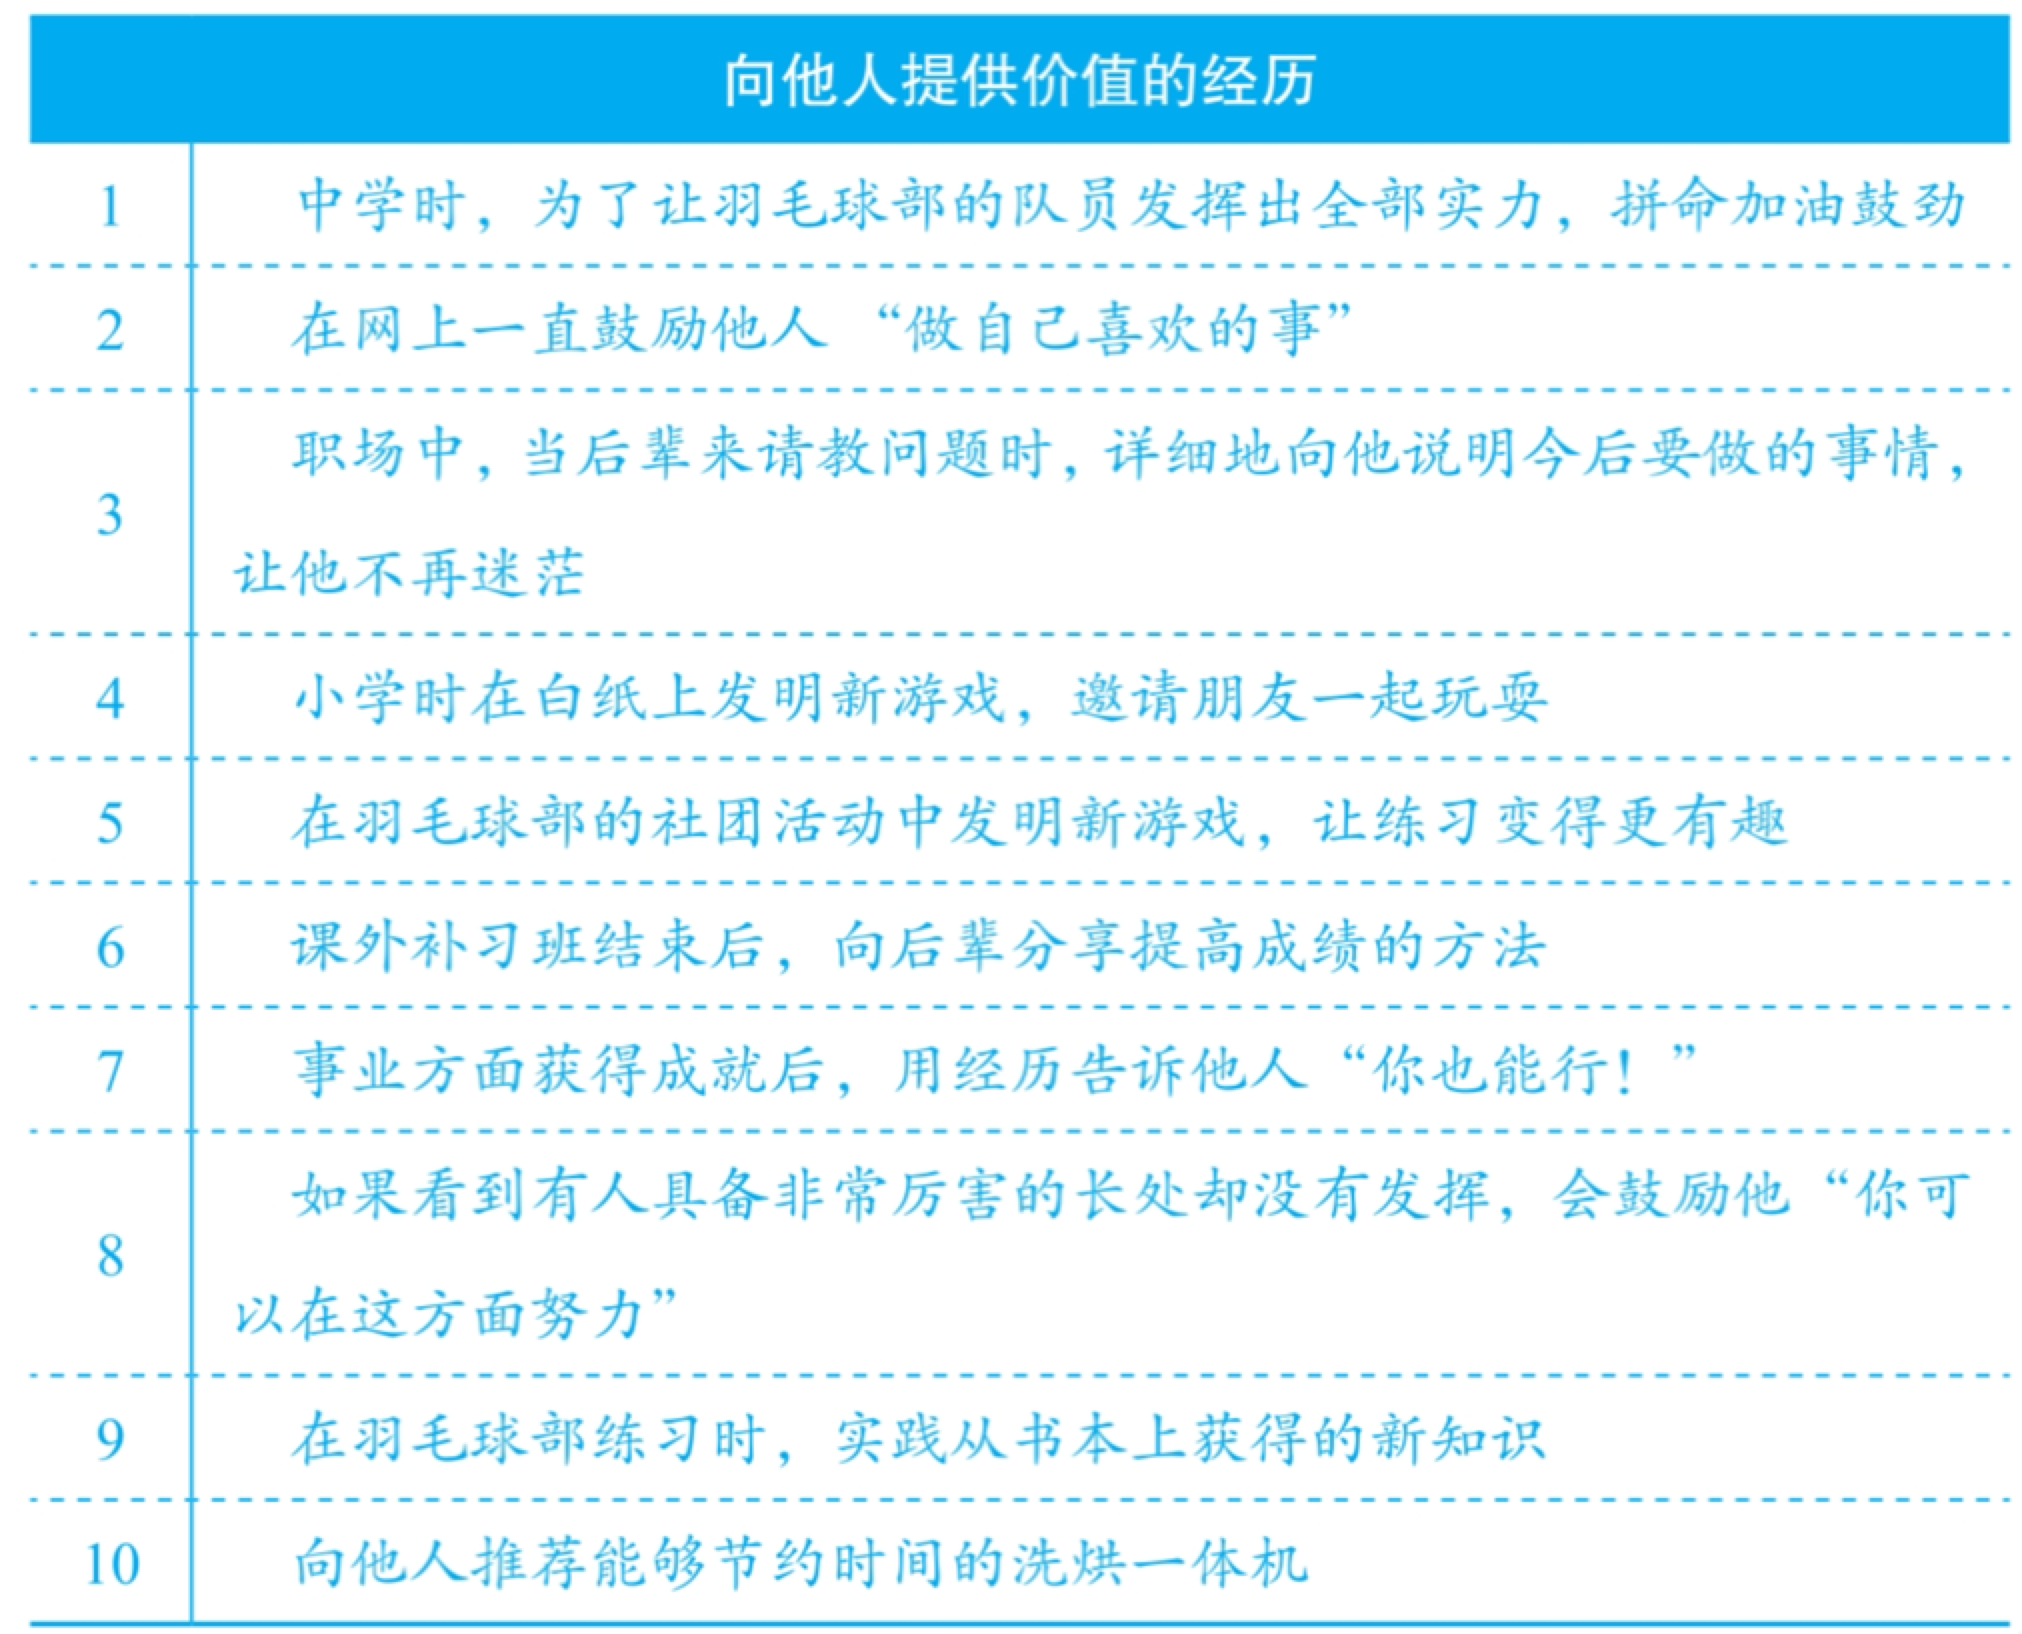 向他人提供价值的经历
1 中学时，为了让羽毛球部的队员发挥出全部实力，拼命加油鼓劲
2 在网上一直鼓励他人“做自己喜欢的事”
3 职场中，当后辈来请教问题时，详细地向他说明今后要做的事情，
让他不再迷茫
4 小学时在白纸上发明新游戏，邀请朋友一起玩耍
5 在羽毛球部的社团活动中发明新游戏，让练习变得更有趣
6 课外补习班结束后，向后辈分享提高成绩的方法
7 事业方面获得成就后，用经历告诉他人“你也能行！”
8 如果看到有人具备非常厉害的长处却没有发挥，会鼓励他“你可
以在这方面努力”
9 在羽毛球部练习时，实践从书本上获得的新知识
10 向他人推荐能够节约时间的洗烘一体机